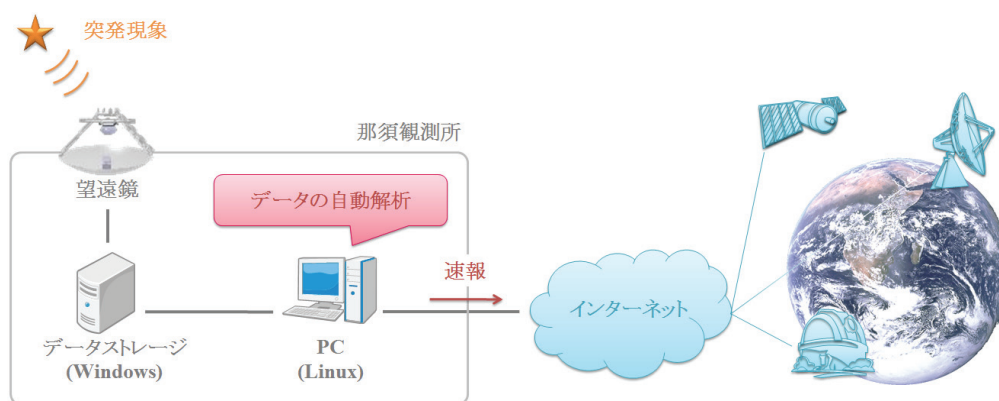 突発現象
那須観測所
望遠鏡
データの自動解析
速報
インターネット
データストレージ
(Windows)
PC
(Linux)